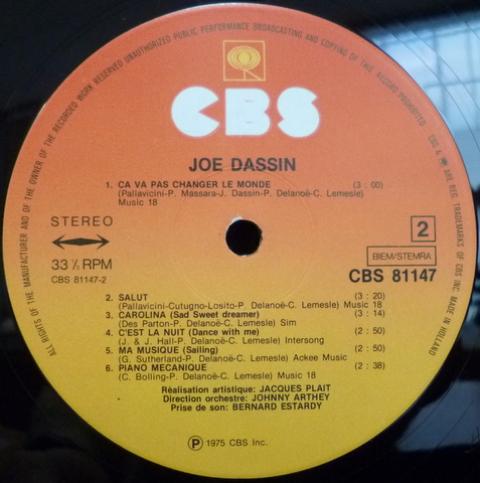 ALL RIGHTS OF THE MANUFACTURER AND OF THE OWNER OF THE RECORDED WORK RESERVED UNAUTHORIZED PUBLIC PERFORMANCE BROADCASTING AND COPYING OF THIS RECORD PROHIBITED
CBS & ARE REG. TRADEMARKS OF CBS INC. MADE IN HOLLAND
CBS
JOE DASSIN
1. CA VA PAS CHANGER LE MONDE (3 : 00)
(Pallavicini-P. Massara-J. Dassin-P. Delanoë-C. Lemesle)
Music 18
STEREO
2
33 ⅓ RPM
BIEM/STEMRA
CBS 81147-2
CBS 81147
2. SALUT (3 : 20)
(Pallavicini-Cutugno-Losito-P. Delanoë-C. Lemesle) Music 18
3. CAROLINA (Sad Sweet dreamer) (3 : 14)
(Des Parton-P. Delanoë-C. Lemesle) Sim
4. C'EST LA NUIT (Dance with me) (2 : 50)
(J. & J. Hall-P. Delanoë-C. Lemesle) Intersong
5. MA MUSIQUE (Sailing) (2 : 50)
(G. Sutherland-P. Delanoë-C. Lemesle) Ackee Music
6. PIANO MECANIQUE (2 : 38)
(C. Bolling-P. Delanoë-C. Lemesle) Music 18
Réalisation artistique: JACQUES PLAIT
Direction orchestre: JOHNNY ARTHEY
Prise de son: BERNARD ESTARDY
℗ 1975 CBS Inc.